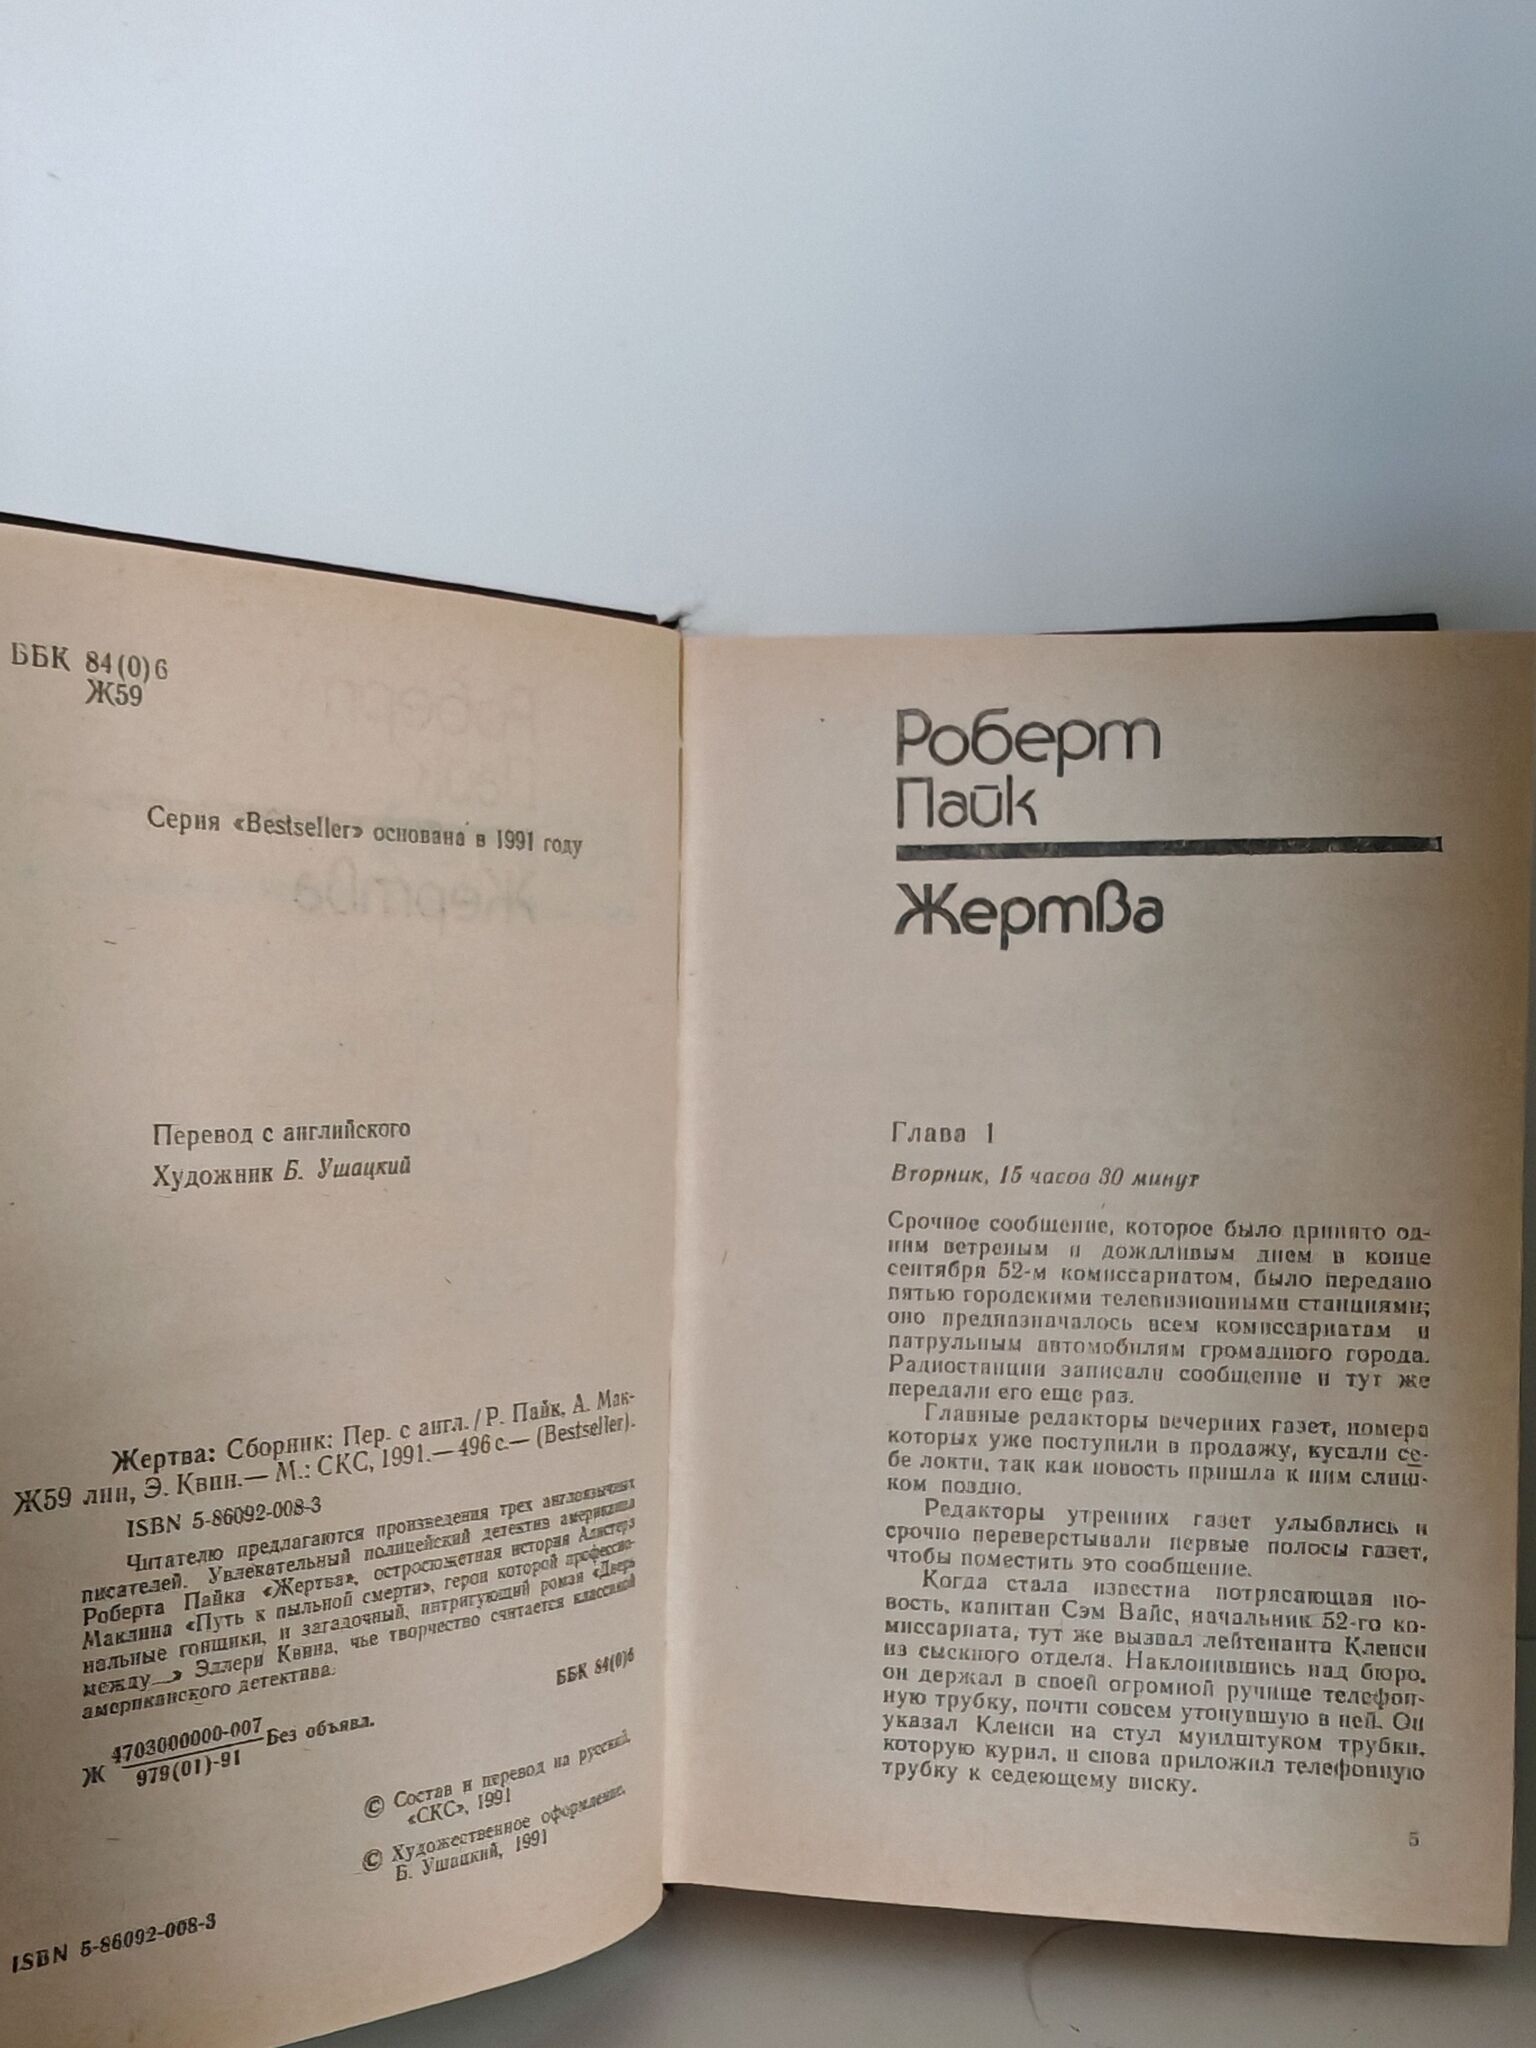 ББК 84(0)6
Ж59
Серия «Bestseller» основана в 1991 году
Перевод с английского
Художник Б. Ушацкий
Жертва: Сборник: Пер. с англ./Р. Пайк, А. Мак-
Ж59 лин, Э. Квин.— М.: СКС, 1991.—496 с.— (Bestseller).
ISBN 5-86092-008-3
Читателю предлагаются произведения трех англоязычных
писателей. Увлекательный полицейский детектив американца
Роберта Пайка «Жертва», остросюжетная история Алистера
Маклина «Путь к пыльной смерти», герои которой профессио-
нальные гонщики, и загадочный, интригующий роман «Дверь
между...» Эллери Квина, чье творчество считается классикой
американского детектива.
ББК 84(0)6
Ж 4703000000-007 Без объявл.
979(01)-91
© Состав и перевод на русский,
«СКС», 1991
© Художественное оформление,
Б. Ушацкий, 1991
ISBN 5-86092-008-3
Роберт
Пайк
Жертва
Глава 1
Вторник, 15 часов 30 минут
Срочное сообщение, которое было принято од-
ним ветреным и дождливым днем в конце
сентября 52-м комиссариатом, было передано
пятью городскими телевизионными станциями;
оно предназначалось всем комиссариатам и
патрульным автомобилям громадного города.
Радиостанции записали сообщение и тут же
передали его еще раз.
Главные редакторы вечерних газет, номера
которых уже поступили в продажу, кусали се-
бе локти, так как новость пришла к ним слиш-
ком поздно.
Редакторы утренних газет улыбались и
срочно переверстывали первые полосы газет,
чтобы поместить это сообщение.
Когда стала известна потрясающая но-
вость, капитан Сэм Вайс, начальник 52-го ко-
миссариата, тут же вызвал лейтенанта Кленси
из сыскного отдела. Наклонившись над бюро,
он держал в своей огромной ручище телефон-
ную трубку, почти совсем утонувшую в ней. Он
указал Кленси на стул мундштуком трубки,
которую курил, и снова приложил телефонную
трубку к седеющему виску.
5